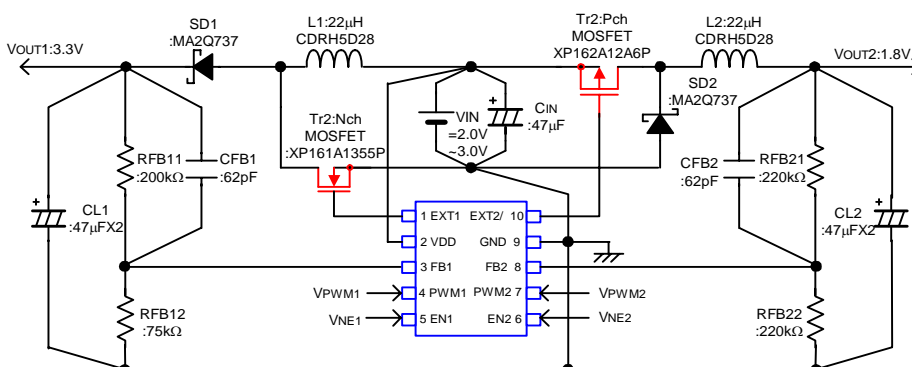 Tr2:Pch
MOSFET
XP162A12A6P
SD1
:MA2Q737
L1:22μH
CDRH5D28
L2:22μH
CDRH5D28
VOUT1:3.3V
VOUT2:1.8V
SD2
:MA2Q737
Tr2:Nch
MOSFET
:XP161A1355P
+
VIN
=2.0V
~3.0V
+
CIN
:47μF
RFB11
:200kΩ
CFB1
:62pF
CFB2
:62pF
RFB21
:220kΩ
+
CL1
:47μFX2
+
CL2
:47μFX2
1 EXT1
EXT2/ 10
2 VDD
GND 9
3 FB1
FB2 8
VPWM1
4 PWM1
PWM2 7
VPWM2
VNE1
5 EN1
EN2 6
VNE2
RFB12
:75kΩ
RFB22
:220kΩ